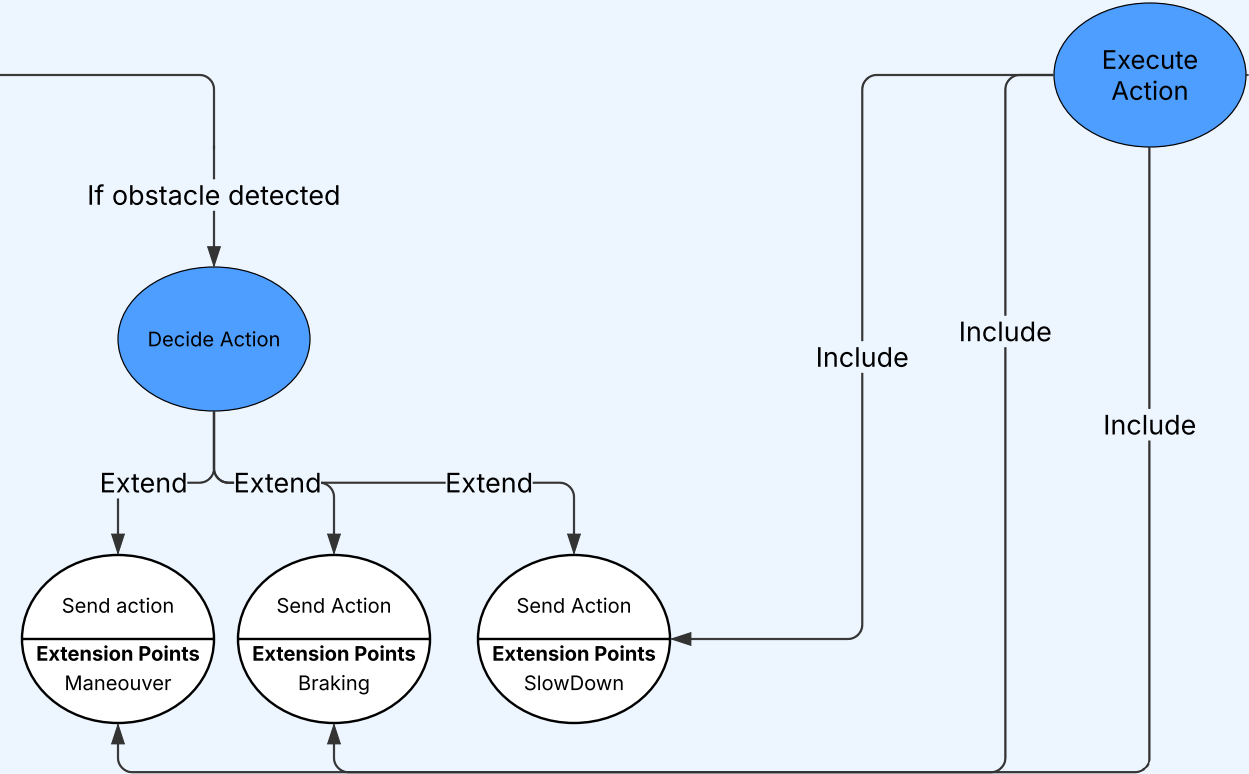 Execute
Action
If obstacle detected
Include
Decide Action
Include
Include
Extend
Extend
Extend
Send action
Extension Points
Maneouver
Send Action
Extension Points
Braking
Send Action
Extension Points
SlowDown